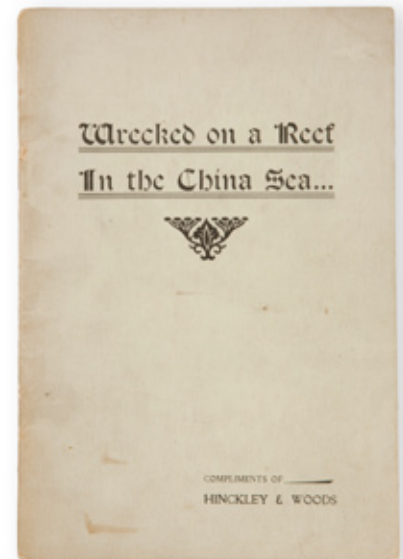 Wrecked on a Reef
In the China Sea...
COMPLIMENTS OF
HINCKLEY & WOODS